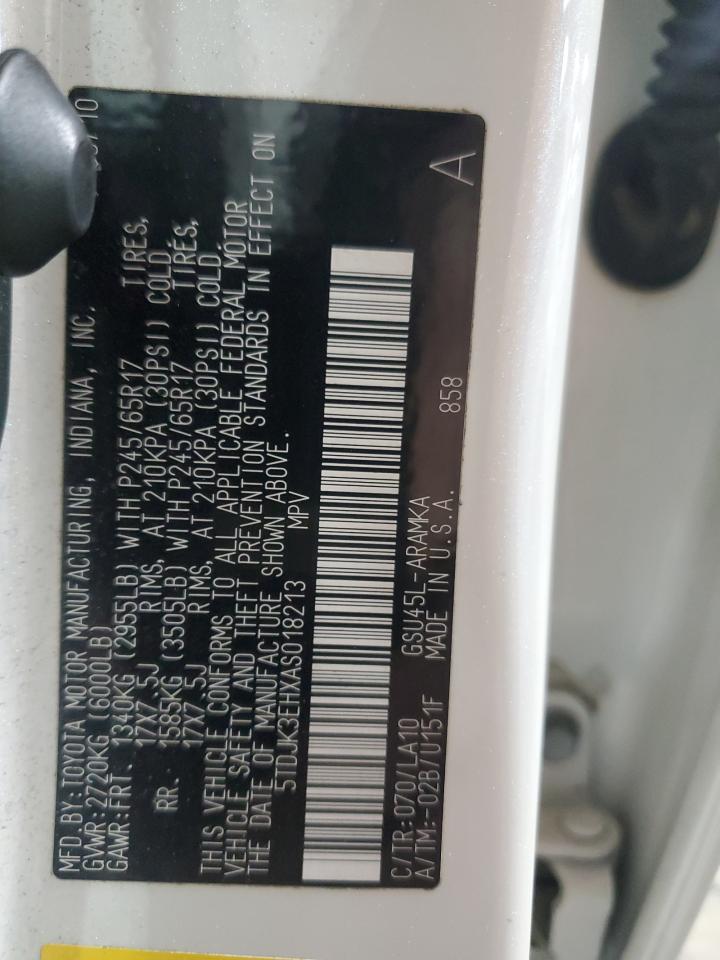 MFD.BY:TOYOTA MOTOR MANUFACTURING, INDIANA, INC. 10
GVWR:2720KG (6000LB)
GAWR:FRT. 1340KG (2955LB) WITH P245/65R17 TIRES,
17X7.5J RIMS, AT 210KPA (30PSI) COLD
RR. 1585KG (3505LB) WITH P245/65R17 TIRES,
17X7.5J RIMS, AT 210KPA (30PSI) COLD.
THIS VEHICLE CONFORMS TO ALL APPLICABLE FEDERAL MOTOR
VEHICLE SAFETY AND THEFT PREVENTION STANDARDS IN EFFECT ON
THE DATE OF MANUFACTURE SHOWN ABOVE.
5TDJK3EHXAS018213 MPV
C/TR:070/LA10 GSU45L-ARAMKA
A/TM:-02B/U151F MADE IN U.S.A. 858 A